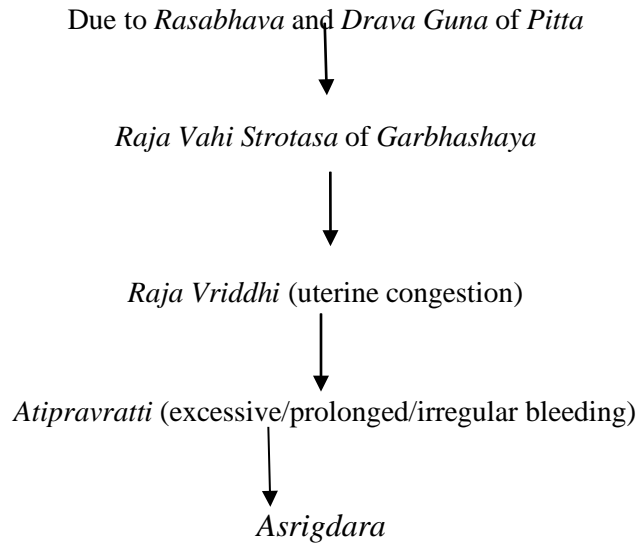 Due to Rasabhava and Drava Guna of Pitta
Raja Vahi Strotasa of Garbhashaya
Raja Vriddhi (uterine congestion)
Atipravratti (excessive/prolonged/irregular bleeding)
Asrigdara